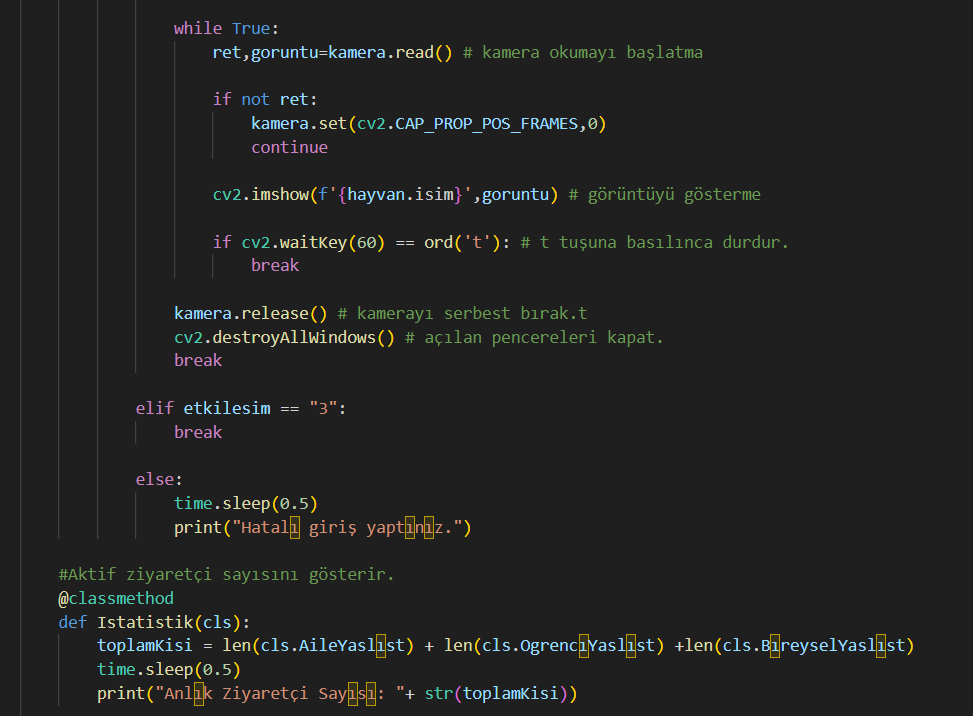 while True:
ret,goruntu=kamera.read() # kamera okumayı başlatma
if not ret:
kamera.set(cv2.CAP_PROP_POS_FRAMES,0)
continue
cv2.imshow(f'{hayvan.isim}',goruntu) # görüntüyü gösterme
if cv2.waitKey(60) == ord('t'): # t tuşuna basılınca durdur.
break
kamera.release() # kamerayı serbest bırak.t
cv2.destroyAllWindows() # açılan pencereleri kapat.
break
elif etkilesim == "3":
break
else:
time.sleep(0.5)
print("Hatalı giriş yaptınız.")
#Aktif ziyaretçi sayısını gösterir.
@classmethod
def Istatistik(cls):
toplamKisi = len(cls.AileYaslıst) + len(cls.OgrencıYaslıst) +len(cls.BıreyselYaslıst)
time.sleep(0.5)
print("Anlık Ziyaretçi Sayısı: "+ str(toplamKisi))